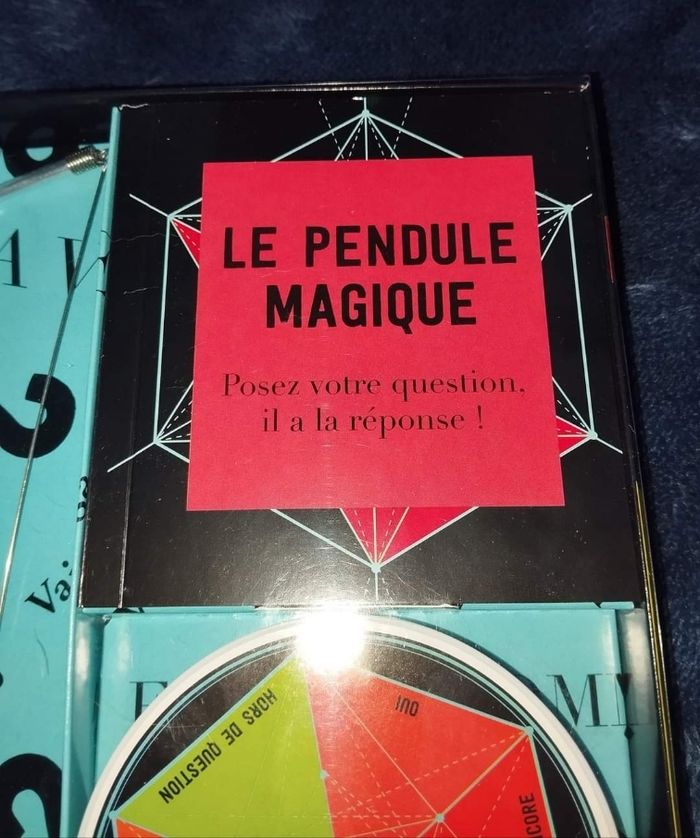 LE PENDULE
MAGIQUE
Posez votre question,
il a la réponse !
HORS DE QUESTION
OUI